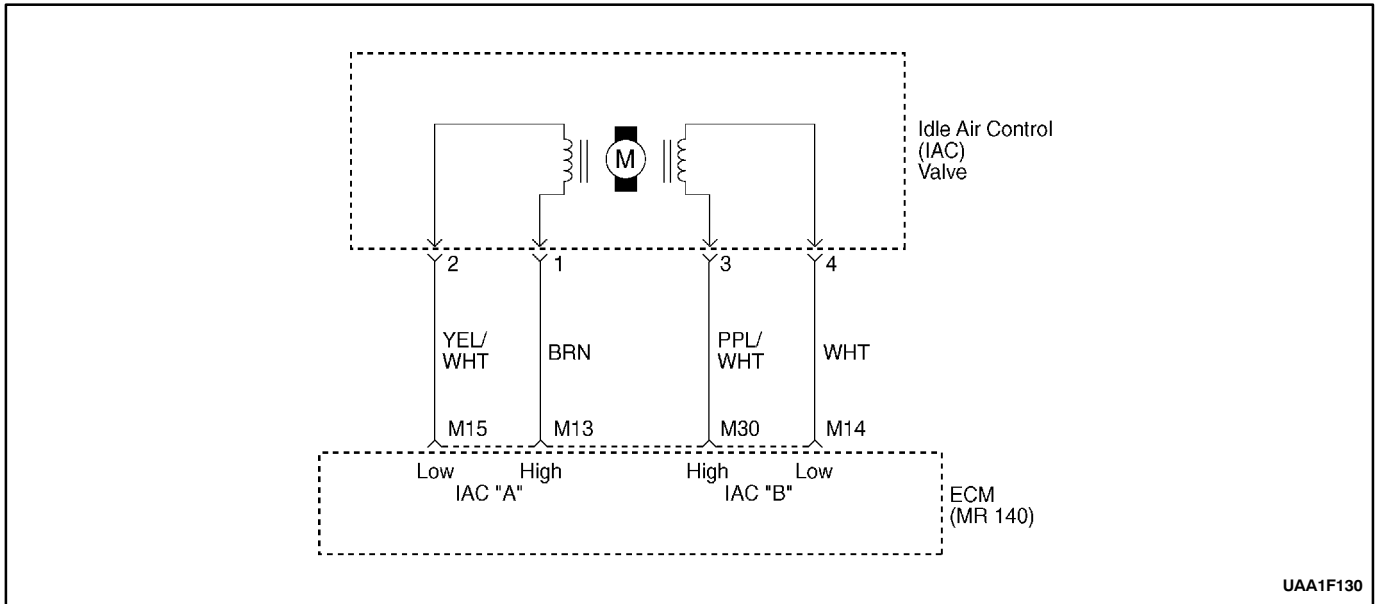 Idle Air Control
(IAC)
Valve
M
2 1 3 4
YEL/
WHT
BRN
PPL/
WHT
WHT
M15 M13 M30 M14
Low High High Low
IAC "A" IAC "B"
ECM
(MR 140)
UAA1F130